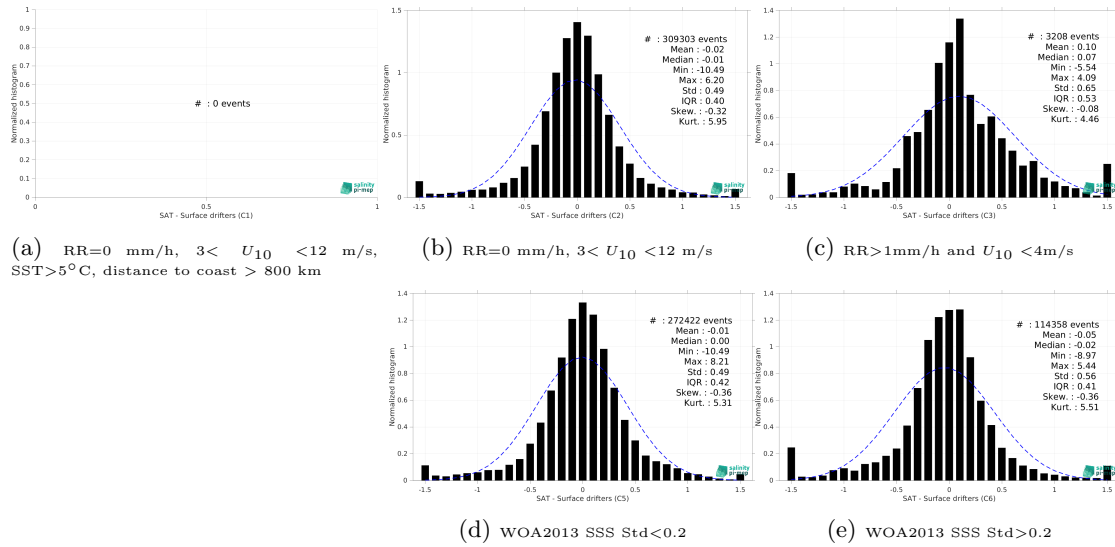 1
0.9
0.8
0.7
0.6
0.5
0.4
0.3
0.2
0.1
0
Normalized histogram
# : 0 events
salinity
pi-mep
0 0.5 1
SAT - Surface drifters (C1)
(a) RR=0 mm/h, 3< U10 <12 m/s,
SST>5°C, distance to coast > 800 km
1.5
1
0.5
0
Normalized histogram
# : 309303 events
Mean : -0.02
Median : -0.01
Min : -10.49
Max : 6.20
Std : 0.49
IQR : 0.40
Skew. : -0.32
Kurt. : 5.95
salinity
pi-mep
-1.5 -1 -0.5 0 0.5 1 1.5
SAT - Surface drifters (C2)
(b) RR=0 mm/h, 3< U10 <12 m/s
1.4
1.2
1
0.8
0.6
0.4
0.2
0
Normalized histogram
# : 3208 events
Mean : 0.10
Median : 0.07
Min : -5.54
Max : 4.09
Std : 0.65
IQR : 0.53
Skew. : -0.08
Kurt. : 4.46
salinity
pi-mep
-1.5 -1 -0.5 0 0.5 1 1.5
SAT - Surface drifters (C3)
(c) RR>1mm/h and U10 <4m/s
1.4
1.2
1
0.8
0.6
0.4
0.2
0
Normalized histogram
# : 272422 events
Mean : -0.01
Median : 0.00
Min : -10.49
Max : 8.21
Std : 0.49
IQR : 0.42
Skew. : -0.36
Kurt. : 5.31
salinity
pi-mep
-1.5 -1 -0.5 0 0.5 1 1.5
SAT - Surface drifters (C5)
(d) WOA2013 SSS Std<0.2
1.4
1.2
1
0.8
0.6
0.4
0.2
0
Normalized histogram
# : 114358 events
Mean : -0.05
Median : -0.02
Min : -8.97
Max : 5.44
Std : 0.56
IQR : 0.41
Skew. : -0.36
Kurt. : 5.51
salinity
pi-mep
-1.5 -1 -0.5 0 0.5 1 1.5
SAT - Surface drifters (C6)
(e) WOA2013 SSS Std>0.2